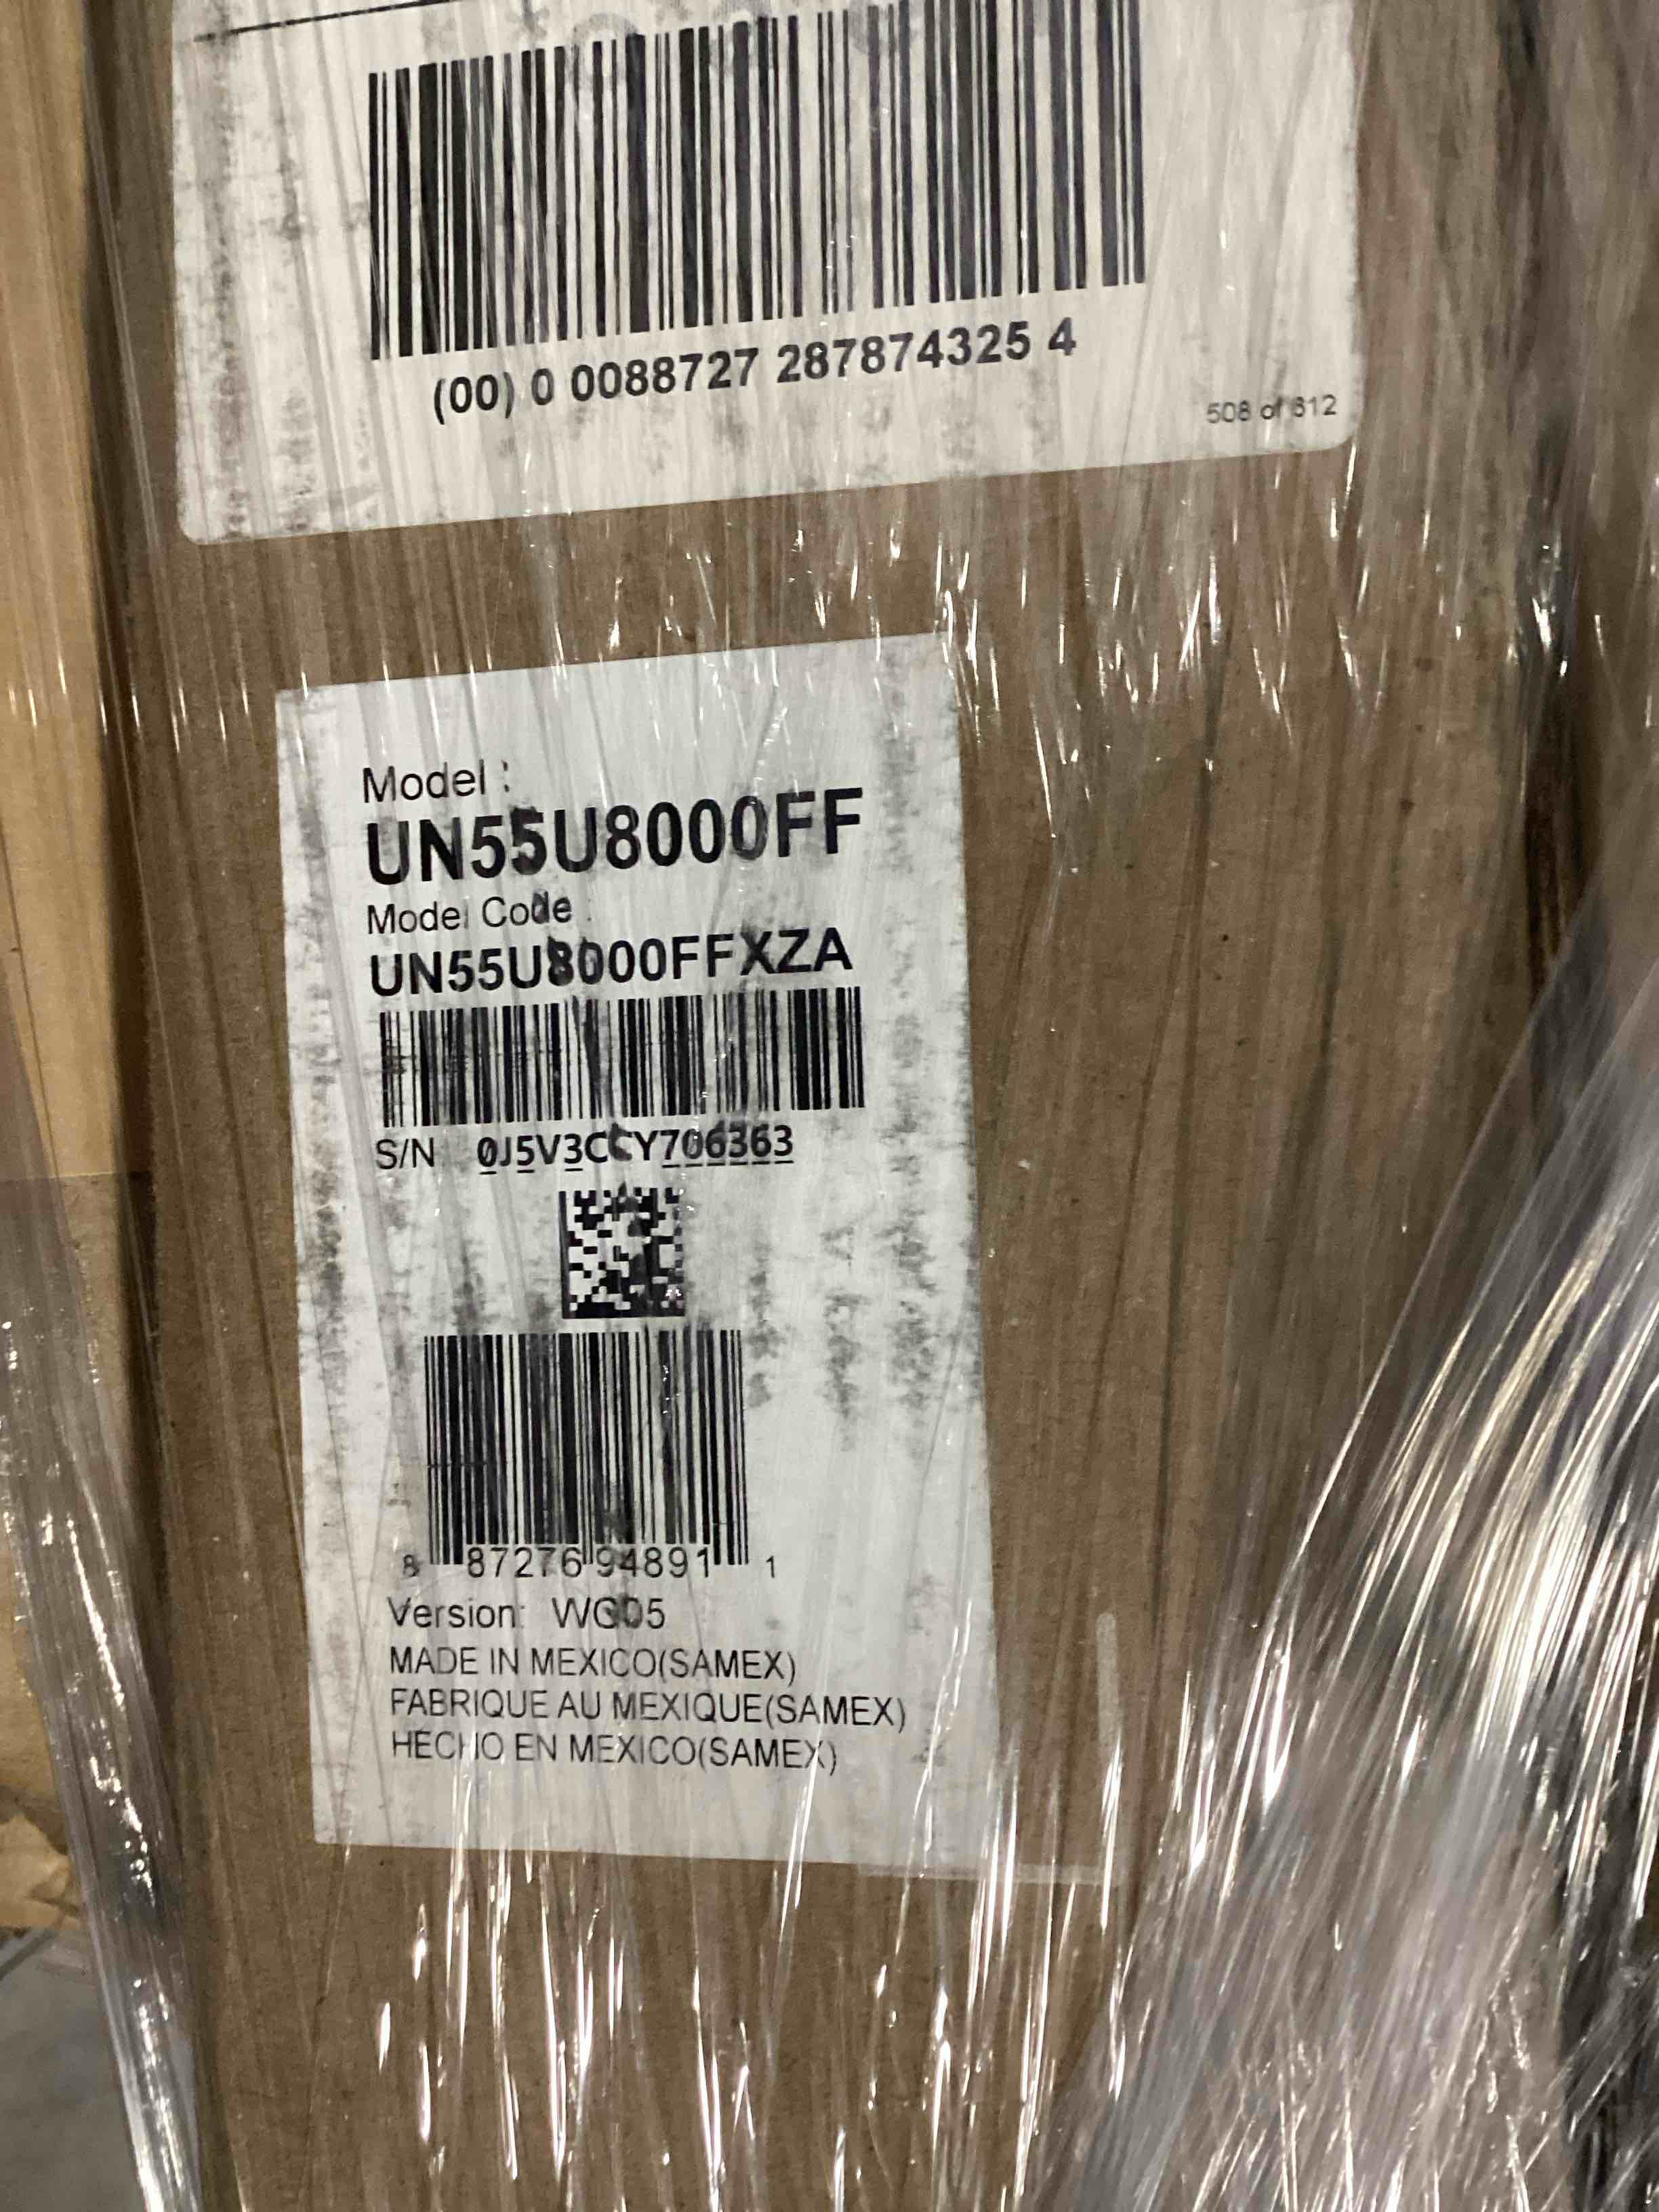 (00) 0 0088727 287874325 4
508 of 812
Model :
UN55U8000FF
Model Code :
UN55U8000FFXZA
S/N 0J5V3CCY706363
8 87276 94891 1
Version: WG05
MADE IN MEXICO(SAMEX)
FABRIQUE AU MEXIQUE(SAMEX)
HECHO EN MEXICO(SAMEX)